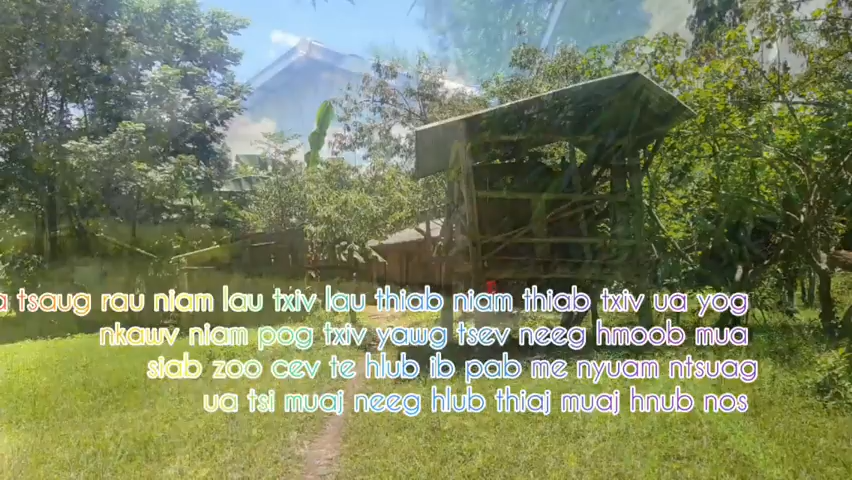 tsaug rau niam lau txiv lau thiab niam thiab txiv ua yog
nkawv niam pog txiv yawg tsev neeg hmoob mua
siab zoo cev te hlub ib pab me nyuam ntsuag
ua tsi muaj neeg hlub thiaj muaj hnub nos